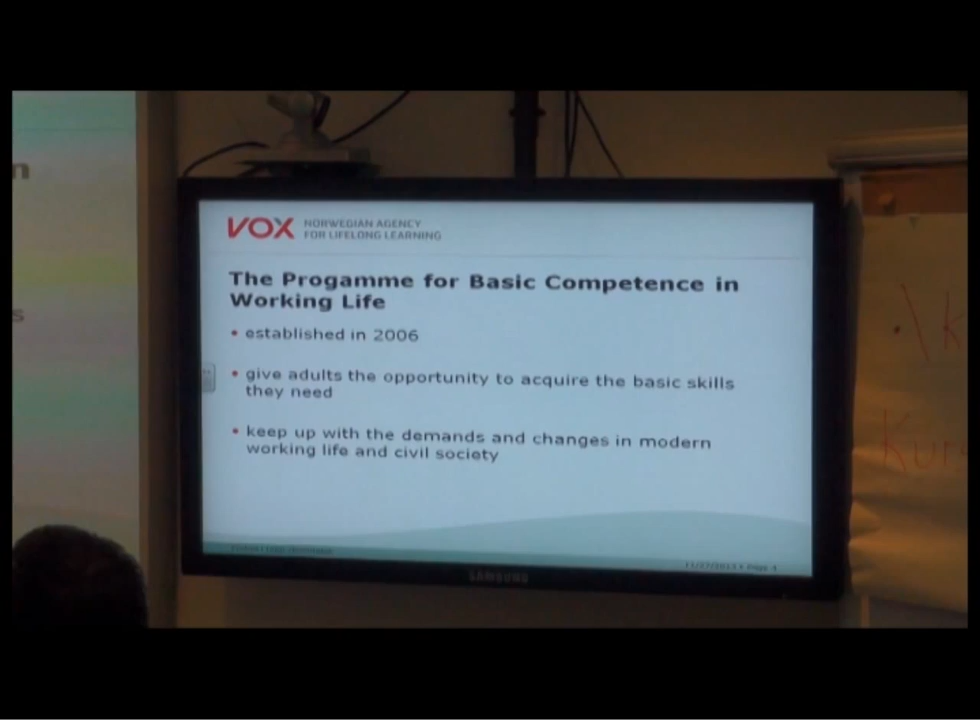 VOX NORWEGIAN AGENCY
FOR LIFELONG LEARNING
The Progamme for Basic Competence in
Working Life
• established in 2006
• give adults the opportunity to acquire the basic skills
they need
• keep up with the demands and changes in modern
working life and civil society
Page
SAMSUNG
n
s